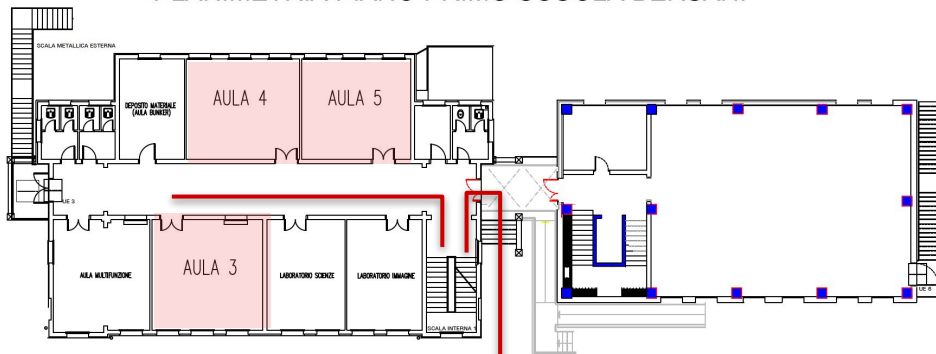 SCALA METALLICA ESTERNA
DEPOSITO MATERIALE
(AULA BUNKER)
AULA 4
AULA 5
UE 3
AULA MULTIFUNZIONE
AULA 3
LABORATORIO SCIENZE
LABORATORIO IMMAGINE
SCALA INTERNA 1
UE 6